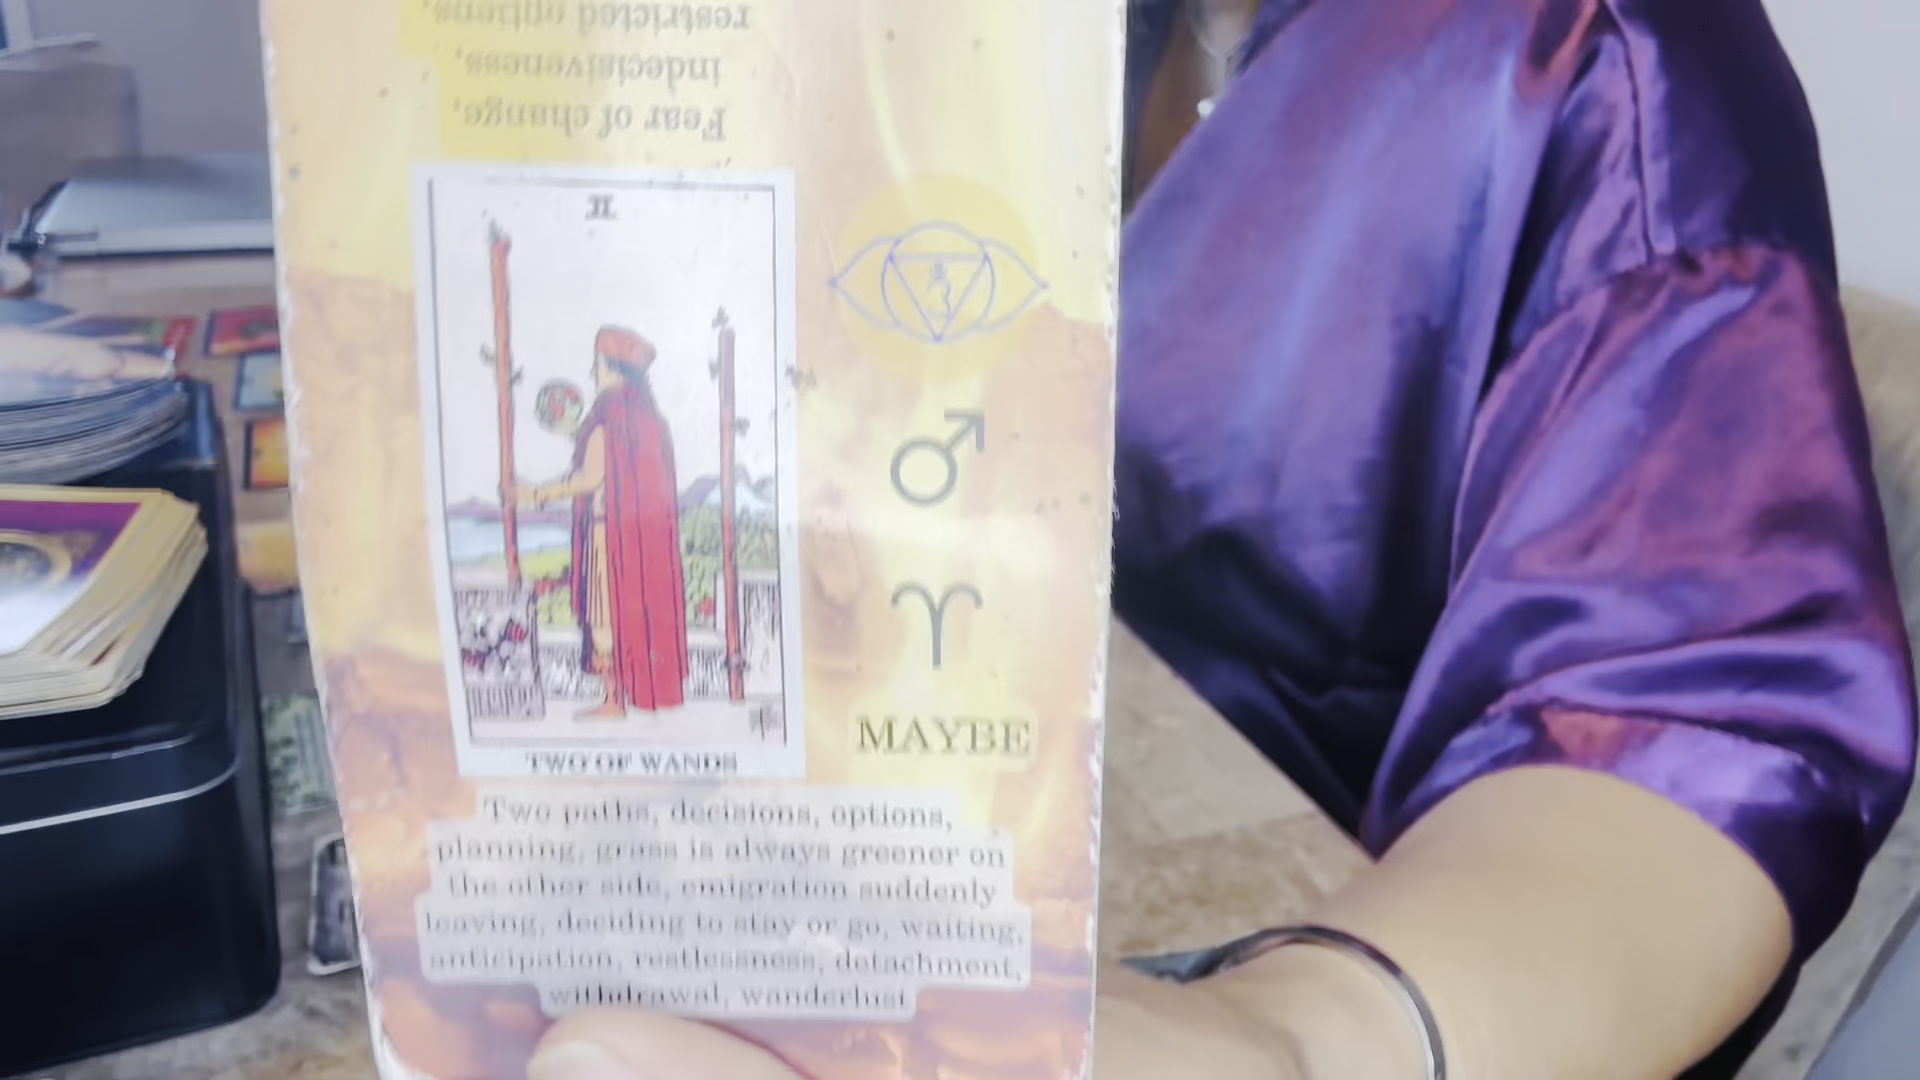 restricted options
indecisiveness,
Fear of change,
II
TWO OF WANDS
MAYBE
Two paths, decisions, options,
planning, grass is always greener on
the other side, emigration suddenly
leaving, deciding to stay or go, waiting,
anticipation, restlessness, detachment,
withdrawal, wanderlust